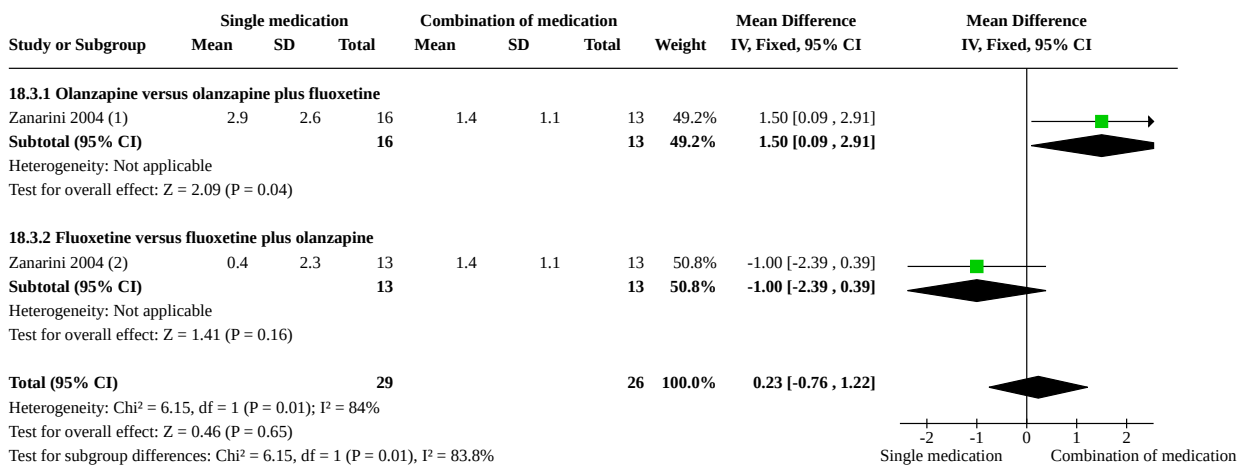 Single medication Combination of medication Mean Difference Mean Difference
Study or Subgroup Mean SD Total Mean SD Total Weight IV, Fixed, 95% CI IV, Fixed, 95% CI
18.3.1 Olanzapine versus olanzapine plus fluoxetine
Zanarini 2004 (1) 2.9 2.6 16 1.4 1.1 13 49.2% 1.50 [0.09 , 2.91]
Subtotal (95% CI) 16 13 49.2% 1.50 [0.09 , 2.91]
Heterogeneity: Not applicable
Test for overall effect: Z = 2.09 (P = 0.04)
18.3.2 Fluoxetine versus fluoxetine plus olanzapine
Zanarini 2004 (2) 0.4 2.3 13 1.4 1.1 13 50.8% -1.00 [-2.39 , 0.39]
Subtotal (95% CI) 13 13 50.8% -1.00 [-2.39 , 0.39]
Heterogeneity: Not applicable
Test for overall effect: Z = 1.41 (P = 0.16)
Total (95% CI) 29 26 100.0% 0.23 [-0.76 , 1.22]
Heterogeneity: Chi² = 6.15, df = 1 (P = 0.01); I² = 84%
Test for overall effect: Z = 0.46 (P = 0.65)
-2 -1 0 1 2
Test for subgroup differences: Chi² = 6.15, df = 1 (P = 0.01), I² = 83.8% Single medication Combination of medication